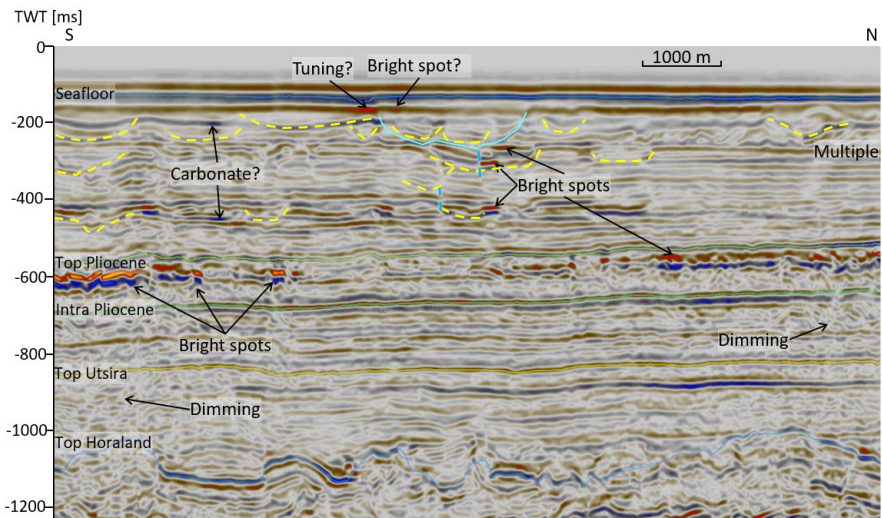 TWT [ms]
S
N
0
1000 m
Tuning?
Bright spot?
Seafloor
-200
Multiple
Carbonate?
Bright spots
-400
Top Pliocene
-600
Intra Pliocene
Bright spots
Dimming
-800
Top Utsira
Dimming
-1000
Top Horaland
-1200